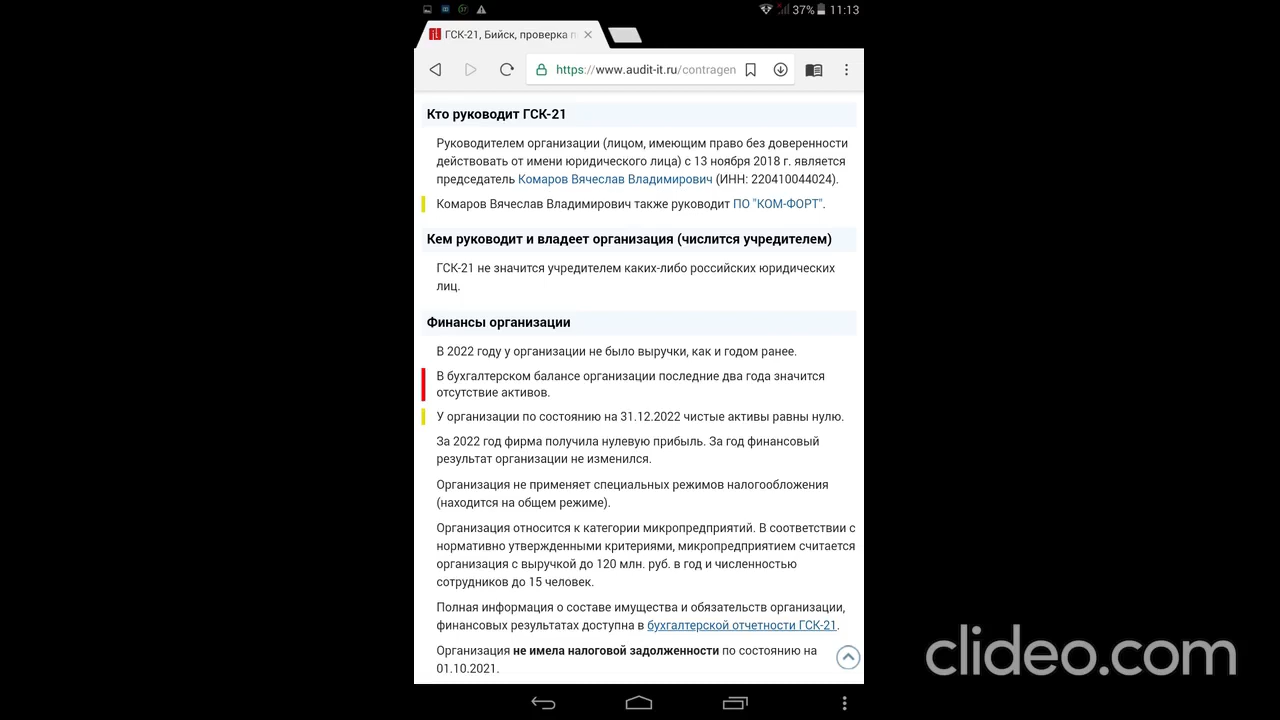 37% 11:13
ГСК-21, Бийск, проверка п
https://www.audit-it.ru/contragen
Кто руководит ГСК-21
Руководителем организации (лицом, имеющим право без доверенности
действовать от имени юридического лица) с 13 ноября 2018 г. является
председатель Комаров Вячеслав Владимирович (ИНН: 220410044024).
Комаров Вячеслав Владимирович также руководит ПО "КОМ-ФОРТ".
Кем руководит и владеет организация (числится учредителем)
ГСК-21 не значится учредителем каких-либо российских юридических
лиц.
Финансы организации
В 2022 году у организации не было выручки, как и годом ранее.
В бухгалтерском балансе организации последние два года значится
отсутствие активов.
У организации по состоянию на 31.12.2022 чистые активы равны нулю.
За 2022 год фирма получила нулевую прибыль. За год финансовый
результат организации не изменился.
Организация не применяет специальных режимов налогообложения
(находится на общем режиме).
Организация относится к категории микропредприятий. В соответствии с
нормативно утвержденными критериями, микропредприятием считается
организация с выручкой до 120 млн. руб. в год и численностью
сотрудников до 15 человек.
Полная информация о составе имущества и обязательств организации,
финансовых результатах доступна в бухгалтерской отчетности ГСК-21.
Организация не имела налоговой задолженности по состоянию на
01.10.2021.
clideo.com